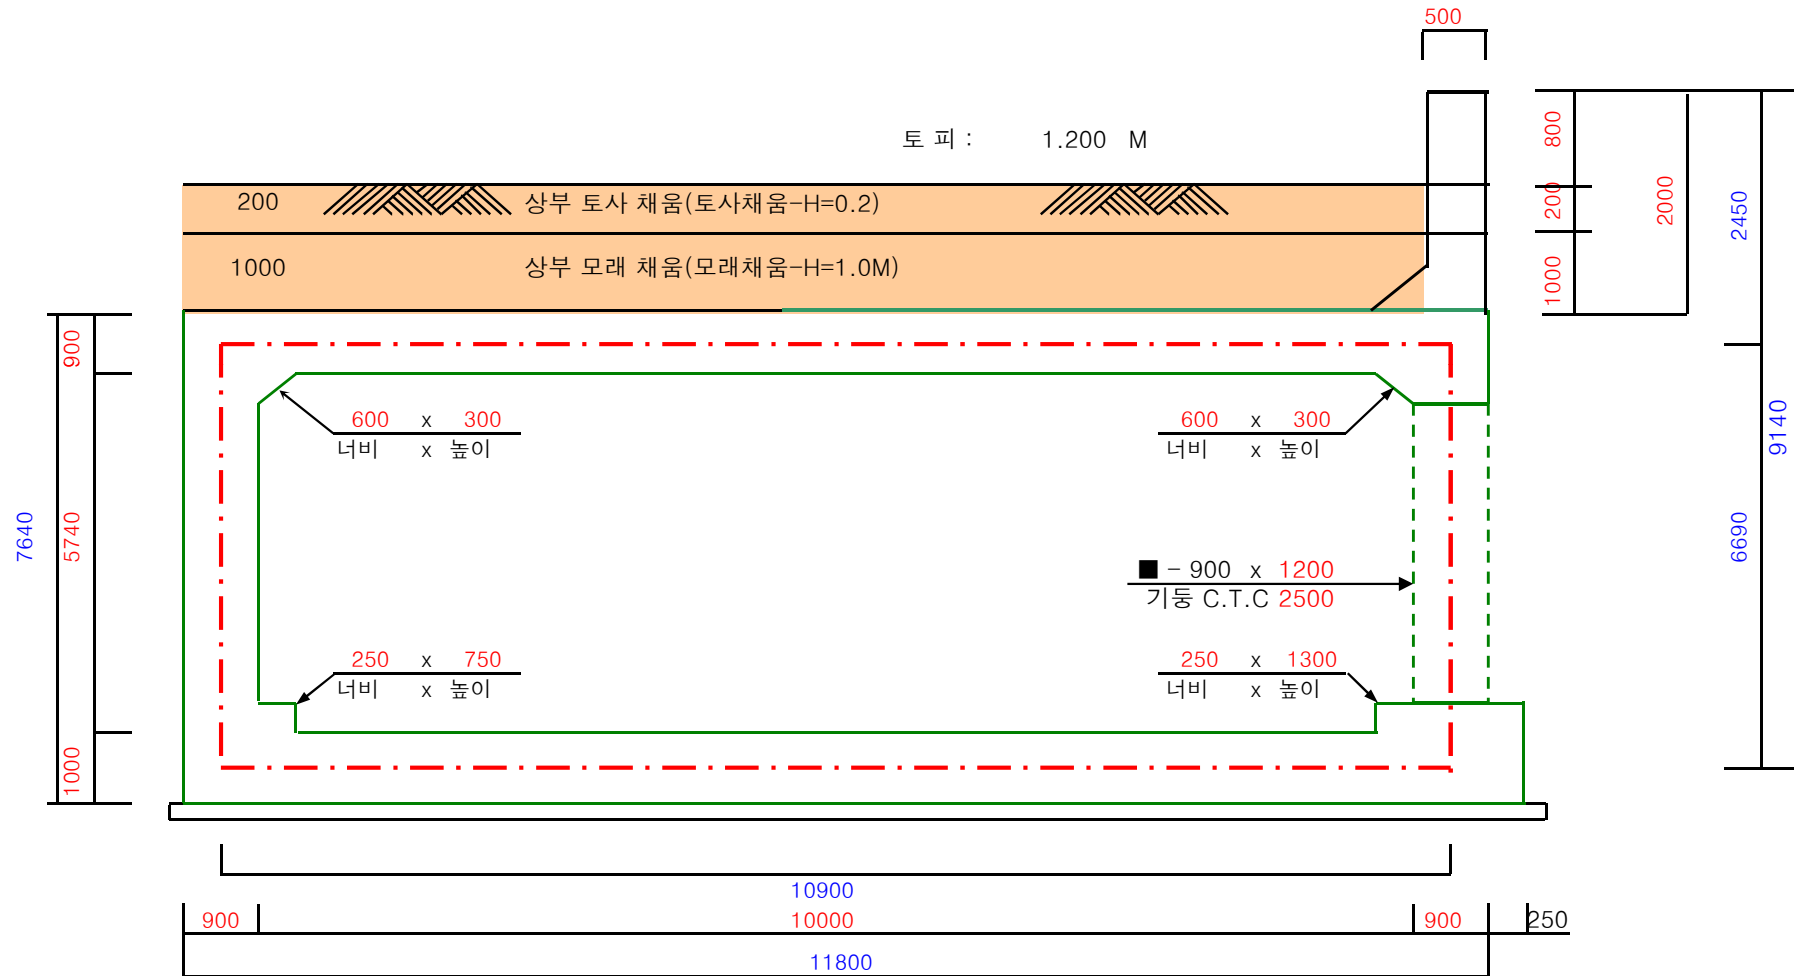 500
토 피 : 1.200 M
800
200 상부 토사 채움(토사채움-H=0.2)
200
2000
2450
1000 상부 모래 채움(모래채움-H=1.0M)
1000
900
600 x 300
너비 x 높이
600 x 300
너비 x 높이
9140
7640
5740
6690
■ - 900 x 1200
기둥 C.T.C 2500
250 x 750
너비 x 높이
250 x 1300
너비 x 높이
1000
10900
900 10000 900 250
11800